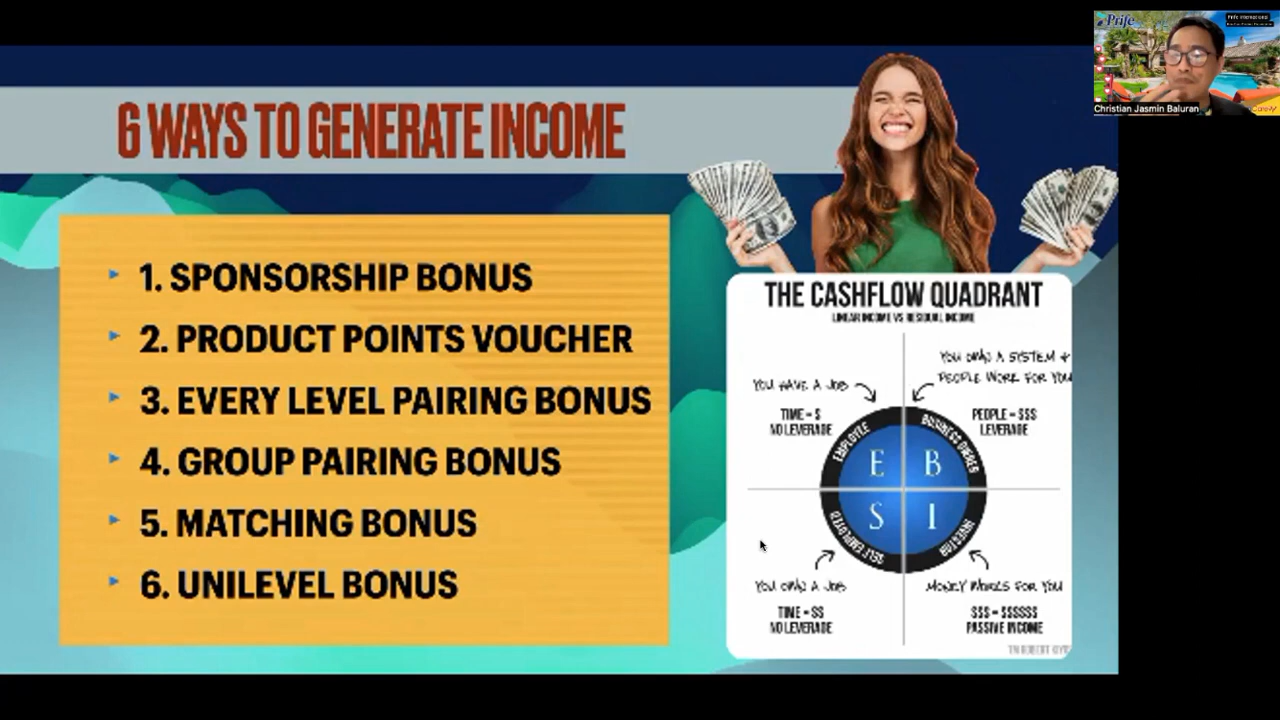 Prife
Prife International
Christian Jasmin Baluran
6 WAYS TO GENERATE INCOME
1. SPONSORSHIP BONUS
2. PRODUCT POINTS VOUCHER
3. EVERY LEVEL PAIRING BONUS
4. GROUP PAIRING BONUS
5. MATCHING BONUS
6. UNILEVEL BONUS
THE CASHFLOW QUADRANT
LINEAR INCOME VS RESIDUAL INCOME
YOU HAVE A JOB
TIME = $
NO LEVERAGE
YOU OWN A SYSTEM +
PEOPLE WORK FOR YOU
PEOPLE = $$$
LEVERAGE
EMPLOYEE
BUSINESS OWNER
E B
S I
SELF EMPLOYED
INVESTOR
YOU OWN A JOB
TIME = $$
NO LEVERAGE
MONEY WORKS FOR YOU
$$$ = $$$$$$
PASSIVE INCOME